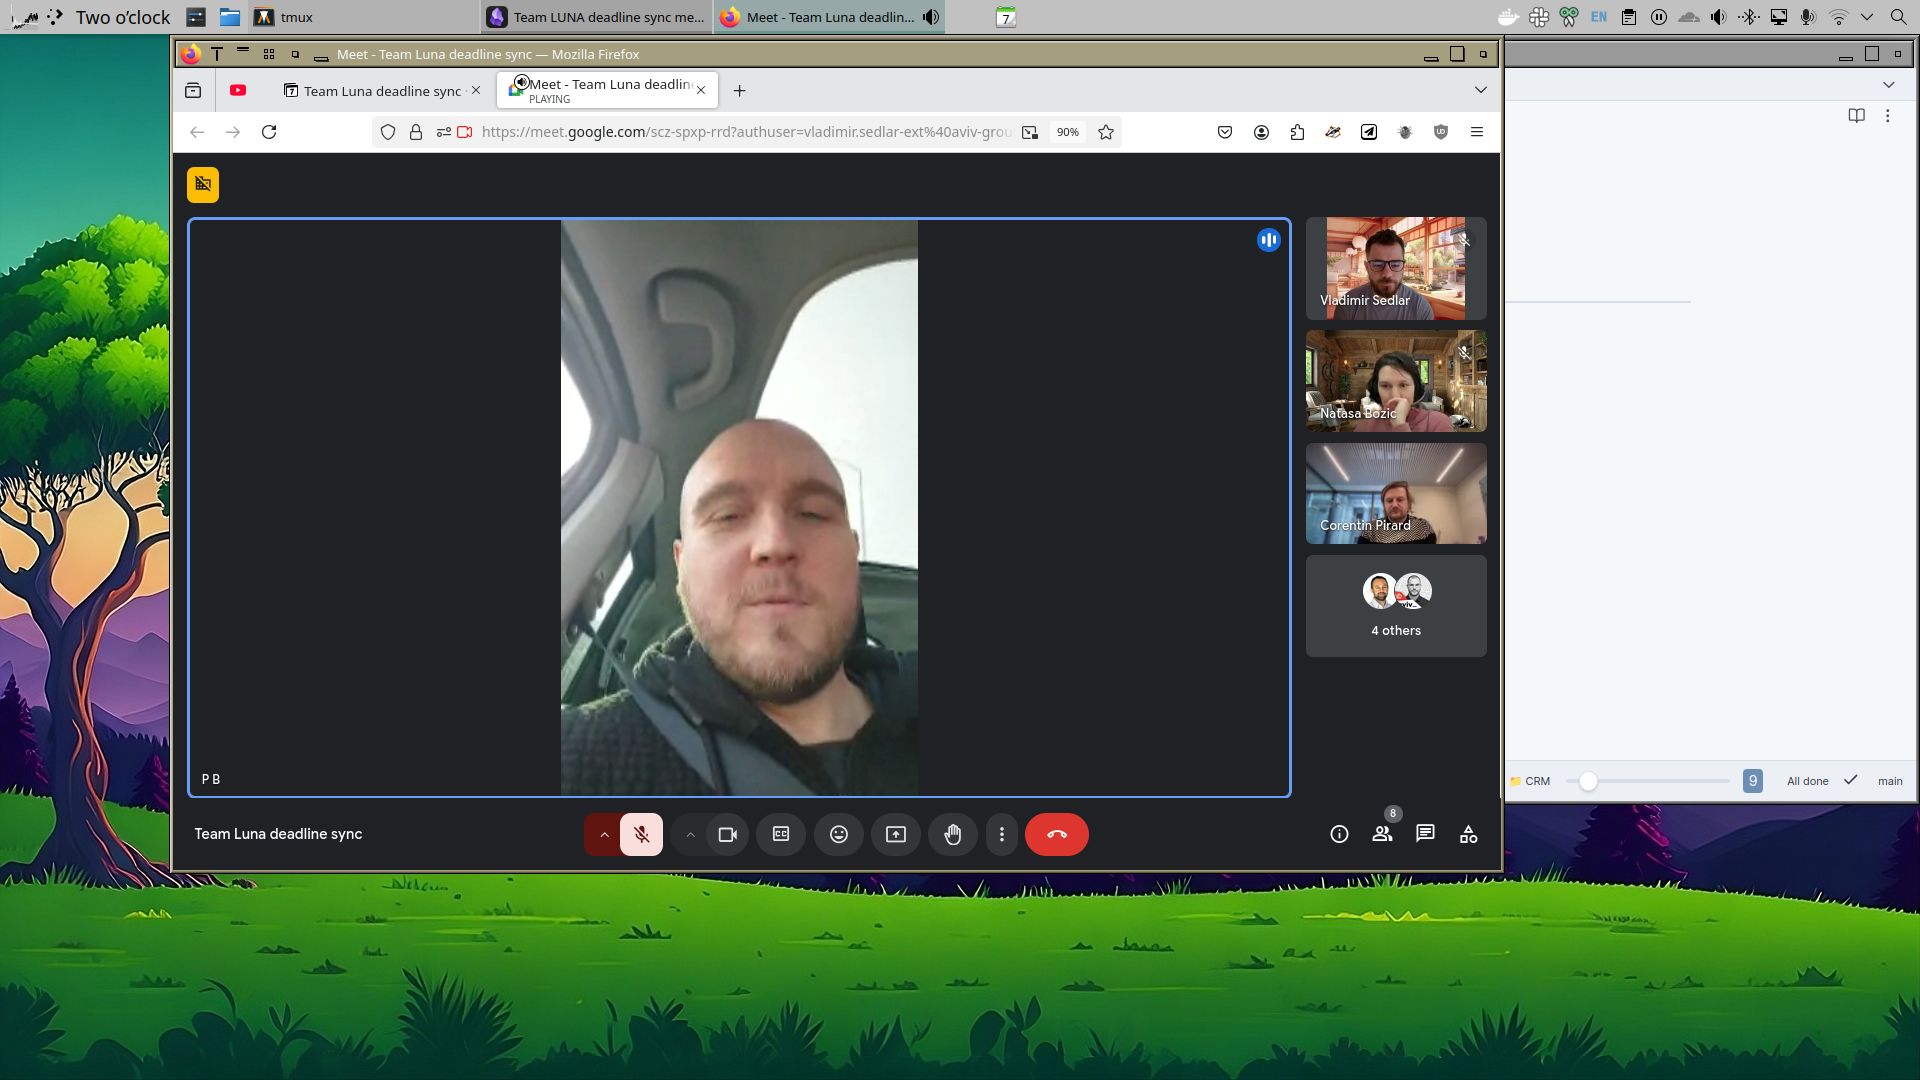 Two o'clock
tmux
Team LUNA deadline sync me...
Meet - Team Luna deadlin...
7
EN
Meet - Team Luna deadline sync — Mozilla Firefox
Team Luna deadline sync
Meet - Team Luna deadlin
PLAYING
https://meet.google.com/scz-spxp-rrd?authuser=vladimir.sedlar-ext%40aviv-grou
90%
Vladimir Sedlar
Natasa Bozic
Corentin Pirard
4 others
P B
CRM
9
All done
main
Team Luna deadline sync
CC
8